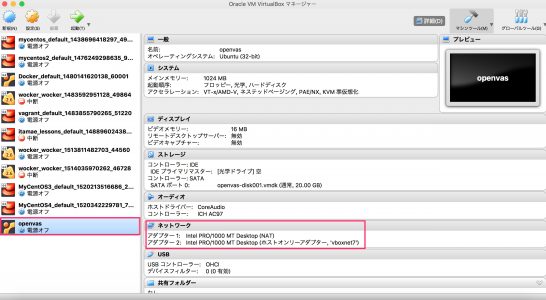 Oracle VM VirtualBox マネージャー
新規(N)
設定(S)
起動(T)
詳細(D)
マシンツール(M)
グローバルツール(G)
mycentos_default_1438696418297_49...
電源オフ
mycentos2_default_1476249298635_9...
電源オフ
Docker_default_1480141620138_60001
電源オフ
wocker_wocker_1483592951128_49864
中断
vagrant_default_1483855790265_51220
電源オフ
itamae_lessons_default_14889602438...
中断
wocker_wocker_1513811482703_44560
電源オフ
wocker_wocker_1514035970262_46728
中断
MyCentOS3_default_1520213516686_2...
電源オフ
MyCentOS4_default_1520342229781_7...
電源オフ
openvas
電源オフ
一般
名前: openvas
オペレーティングシステム: Ubuntu (32-bit)
システム
メインメモリー: 1024 MB
起動順序: フロッピー, 光学, ハードディスク
アクセラレーション: VT-x/AMD-V, ネステッドページング, PAE/NX, KVM 準仮想化
ディスプレイ
ビデオメモリー: 16 MB
リモートデスクトップサーバー: 無効
ビデオキャプチャー: 無効
ストレージ
コントローラー: IDE
IDE プライマリマスター: [光学ドライブ] 空
コントローラー: SATA
SATA ポート 0: openvas-disk001.vmdk (通常, 20.00 GB)
オーディオ
ホストドライバー: CoreAudio
コントローラー: ICH AC97
ネットワーク
アダプター 1: Intel PRO/1000 MT Desktop (NAT)
アダプター 2: Intel PRO/1000 MT Desktop (ホストオンリーアダプター, 'vboxnet7')
USB
USB コントローラー: OHCI
デバイスフィルター: 0 (0 有効)
共有フォルダー
なし
プレビュー
openvas